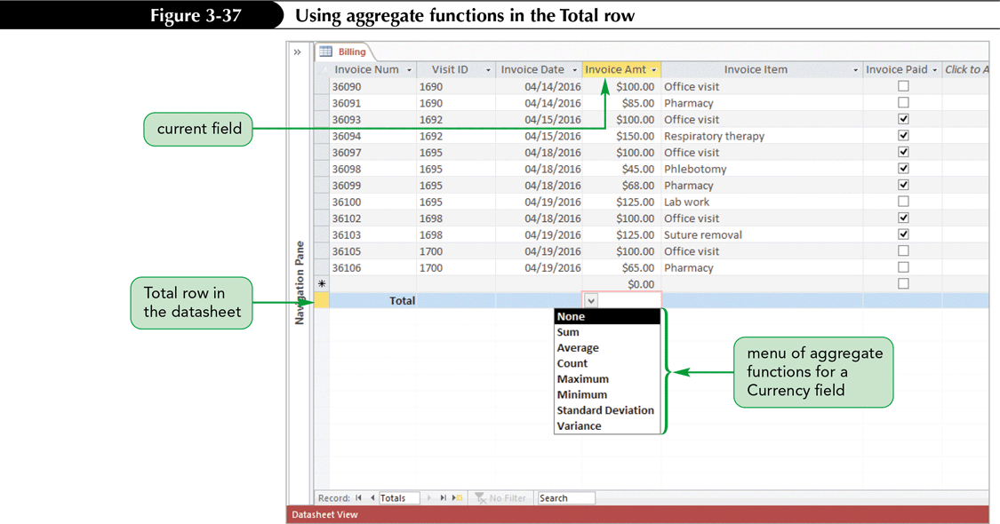 Figure 3-37 Using aggregate functions in the Total row
Billing
Invoice Num Visit ID Invoice Date Invoice Amt Invoice Item Invoice Paid Click to A
36090 1690 04/14/2016 $100.00 Office visit
36091 1690 04/14/2016 $85.00 Pharmacy
36093 1692 04/15/2016 $100.00 Office visit
current field
36094 1692 04/15/2016 $150.00 Respiratory therapy
36097 1695 04/18/2016 $100.00 Office visit
36098 1695 04/18/2016 $45.00 Phlebotomy
36099 1695 04/18/2016 $68.00 Pharmacy
36100 1695 04/19/2016 $125.00 Lab work
36102 1698 04/18/2016 $100.00 Office visit
36103 1698 04/19/2016 $125.00 Suture removal
36105 1700 04/19/2016 $100.00 Office visit
36106 1700 04/19/2016 $65.00 Pharmacy
$0.00
Navigation Pane
Total row in
the datasheet
Total
None
Sum
Average
Count
Maximum
Minimum
Standard Deviation
Variance
menu of aggregate
functions for a
Currency field
Record: Totals No Filter Search
Datasheet View